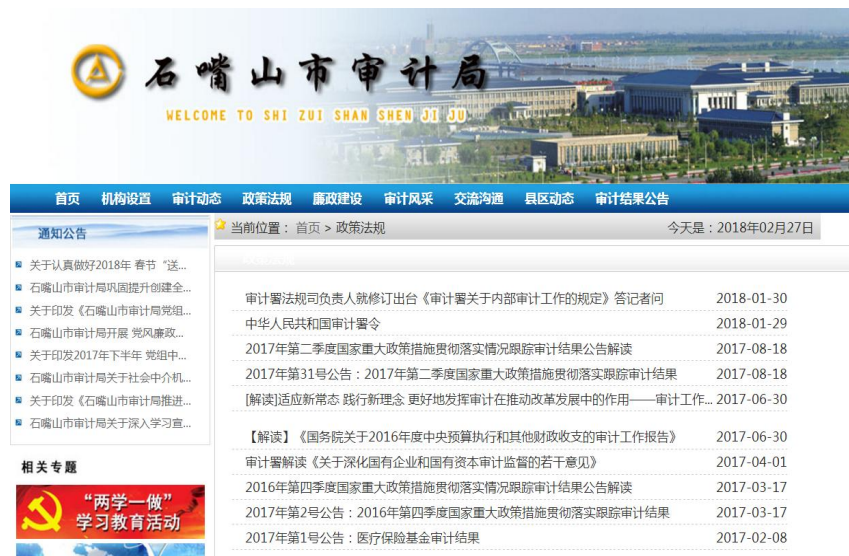 石嘴山市审计局
WELCOME TO SHI ZUI SHAN SHEN JI JU
首页 机构设置 审计动态 政策法规 廉政建设 审计风采 交流沟通 县区动态 审计结果公告
通知公告
关于认真做好2018年 春节“送...
石嘴山市审计局巩固提升创建全...
关于印发《石嘴山市审计局党组...
石嘴山市审计局开展 党风廉政...
关于印发2017年下半年 党组中...
石嘴山市审计局关于社会中介机...
关于印发《石嘴山市审计局推进...
石嘴山市审计局关于深入学习宣...
相关专题
“两学一做”
学习教育活动
当前位置： 首页 > 政策法规 今天是：2018年02月27日
审计署法规司负责人就修订出台《审计署关于内部审计工作的规定》答记者问 2018-01-30
中华人民共和国审计署令 2018-01-29
2017年第二季度国家重大政策措施贯彻落实情况跟踪审计结果公告解读 2017-08-18
2017年第31号公告：2017年第二季度国家重大政策措施贯彻落实跟踪审计结果 2017-08-18
[解读]适应新常态 践行新理念 更好地发挥审计在推动改革发展中的作用——审计工作... 2017-06-30
【解读】《国务院关于2016年度中央预算执行和其他财政收支的审计工作报告》 2017-06-30
审计署解读《关于深化国有企业和国有资本审计监督的若干意见》 2017-04-01
2016年第四季度国家重大政策措施贯彻落实情况跟踪审计结果公告解读 2017-03-17
2017年第2号公告：2016年第四季度国家重大政策措施贯彻落实跟踪审计结果 2017-03-17
2017年第1号公告：医疗保险基金审计结果 2017-02-08